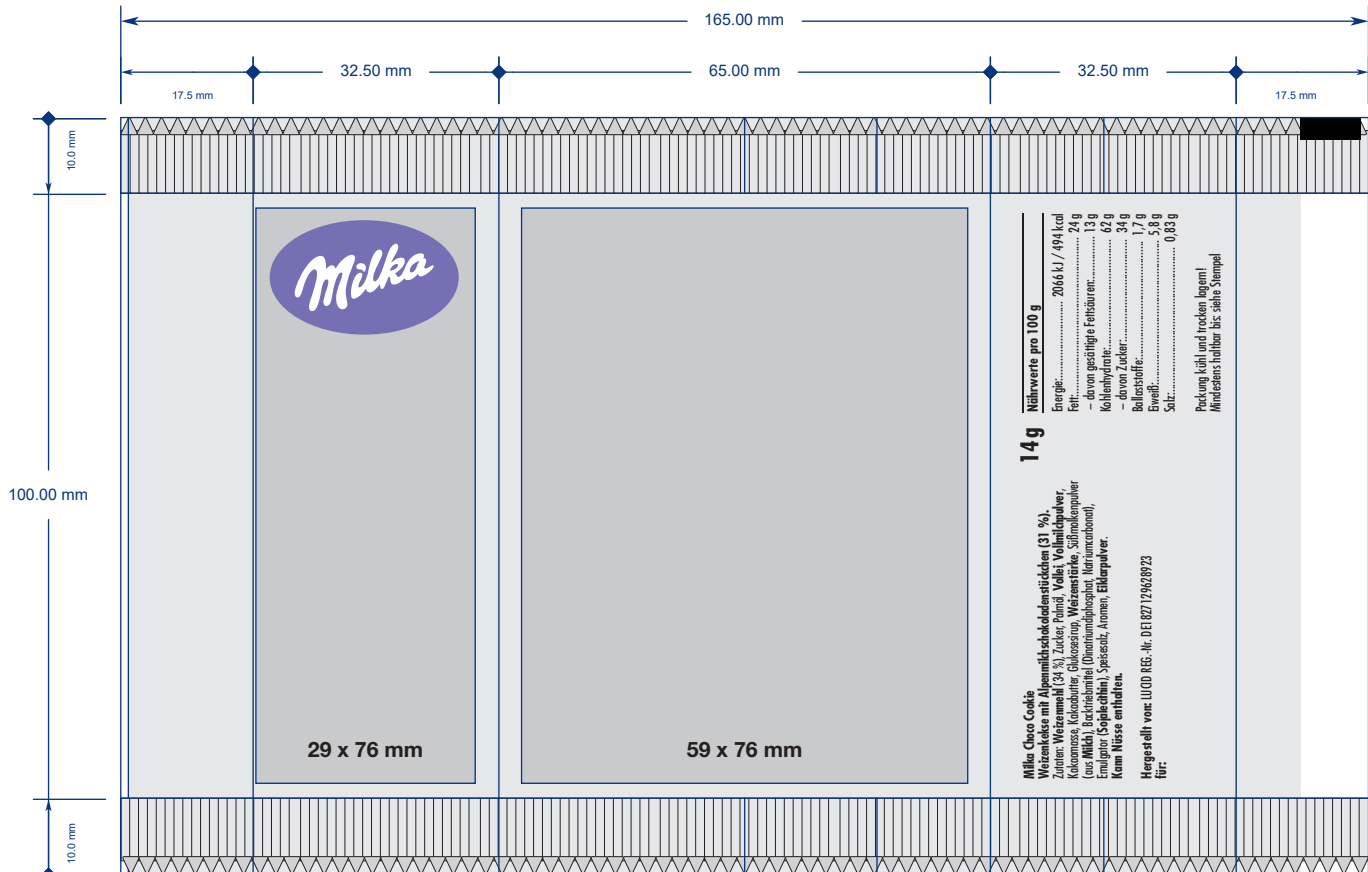 165.00 mm
32.50 mm
65.00 mm
32.50 mm
17.5 mm
17.5 mm
10.0 mm
100.00 mm
10.0 mm
Milka
29 x 76 mm
59 x 76 mm
Milka Choco Cookie
Weizenkekse mit Alpenmilchschokoladenstückchen (31 %).
Zutaten: Weizenmehl (34 %), Zucker, Palmöl, Vollei, Vollmilchpulver,
Kakaomasse, Kakaobutter, Glukosesirup, Weizenstärke, Süßmolkenpulver
(aus Milch), Backtriebmittel (Dinatriumdiphosphat, Natriumcarbonat),
Emulgator (Sojalecithin), Speisesalz, Aromen, Eiklarpulver.
Kann Nüsse enthalten.
Hergestellt von: LUCID REG.-Nr. DE1827129628923
für:
14 g
Nährwerte pro 100 g
Energie:................... 2066 kJ / 494 kcal
Fett:................... 24 g
– davon gesättigte Fettsäuren:................... 13 g
Kohlenhydrate:................... 62 g
– davon Zucker:................... 34 g
Ballaststoffe:................... 1,7 g
Eiweiß:................... 5,8 g
Salz:................... 0,83 g
Packung kühl und trocken lagern!
Mindestens haltbar bis: siehe Stempel